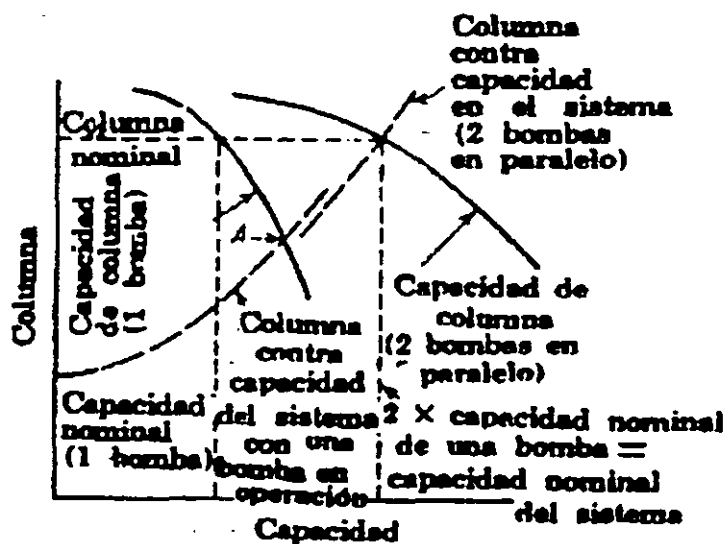 Columna
contra
capacidad
en el sistema
(2 bombas
en paralelo)
Columna
nominal
Capacidad
de columna
(1 bomba)
A
Columna
Capacidad de
columna
(2 bombas en
paralelo)
Columna
contra
capacidad
del sistema
con una
bomba en
operación
Capacidad
nominal
(1 bomba)
2 × capacidad nominal
de una bomba =
capacidad nominal
del sistema
Capacidad